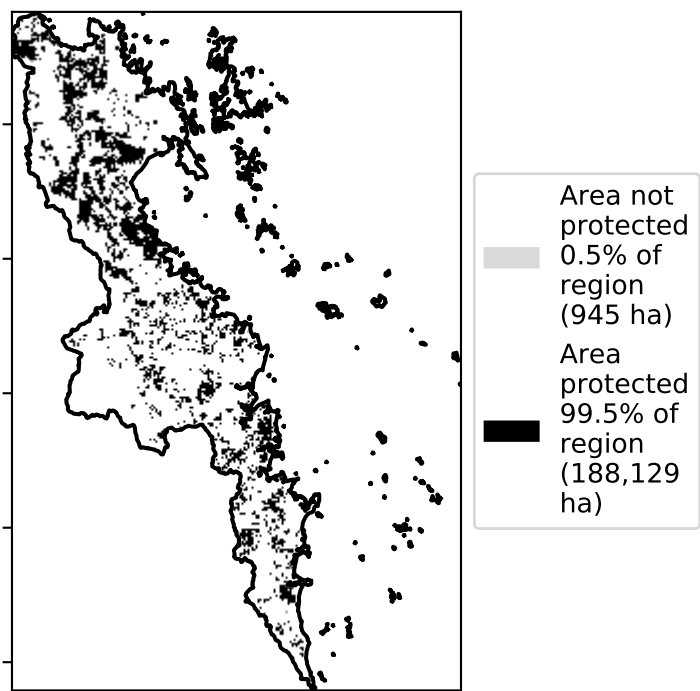 Area not
protected
0.5% of
region
(945 ha)
Area
protected
99.5% of
region
(188,129
ha)